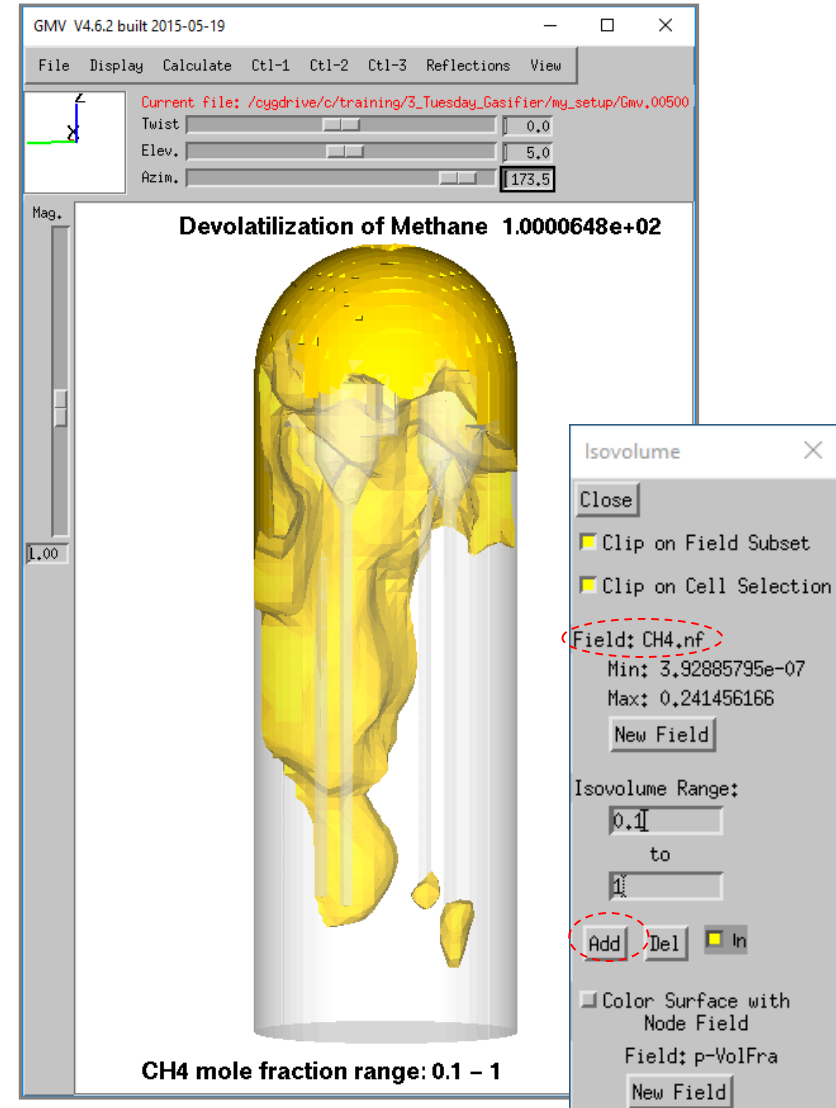 GMV V4.6.2 built 2015-05-19
File Display Calculate Ctl-1 Ctl-2 Ctl-3 Reflections View
Z
X
Current file: /cygdrive/c/training/3_Tuesday_Gasifier/my_setup/Gmv.00500
Twist 0.0
Elev. 5.0
Azim. 173.5
Mag.
1.00
Devolatilization of Methane 1.0000648e+02
CH4 mole fraction range: 0.1 – 1
Isovolume
Close
Clip on Field Subset
Clip on Cell Selection
Field: CH4.nf
Min: 3.92885795e-07
Max: 0.241456166
New Field
Isovolume Range:
0.1
to
1
Add Del In
Color Surface with
Node Field
Field: p-VolFra
New Field